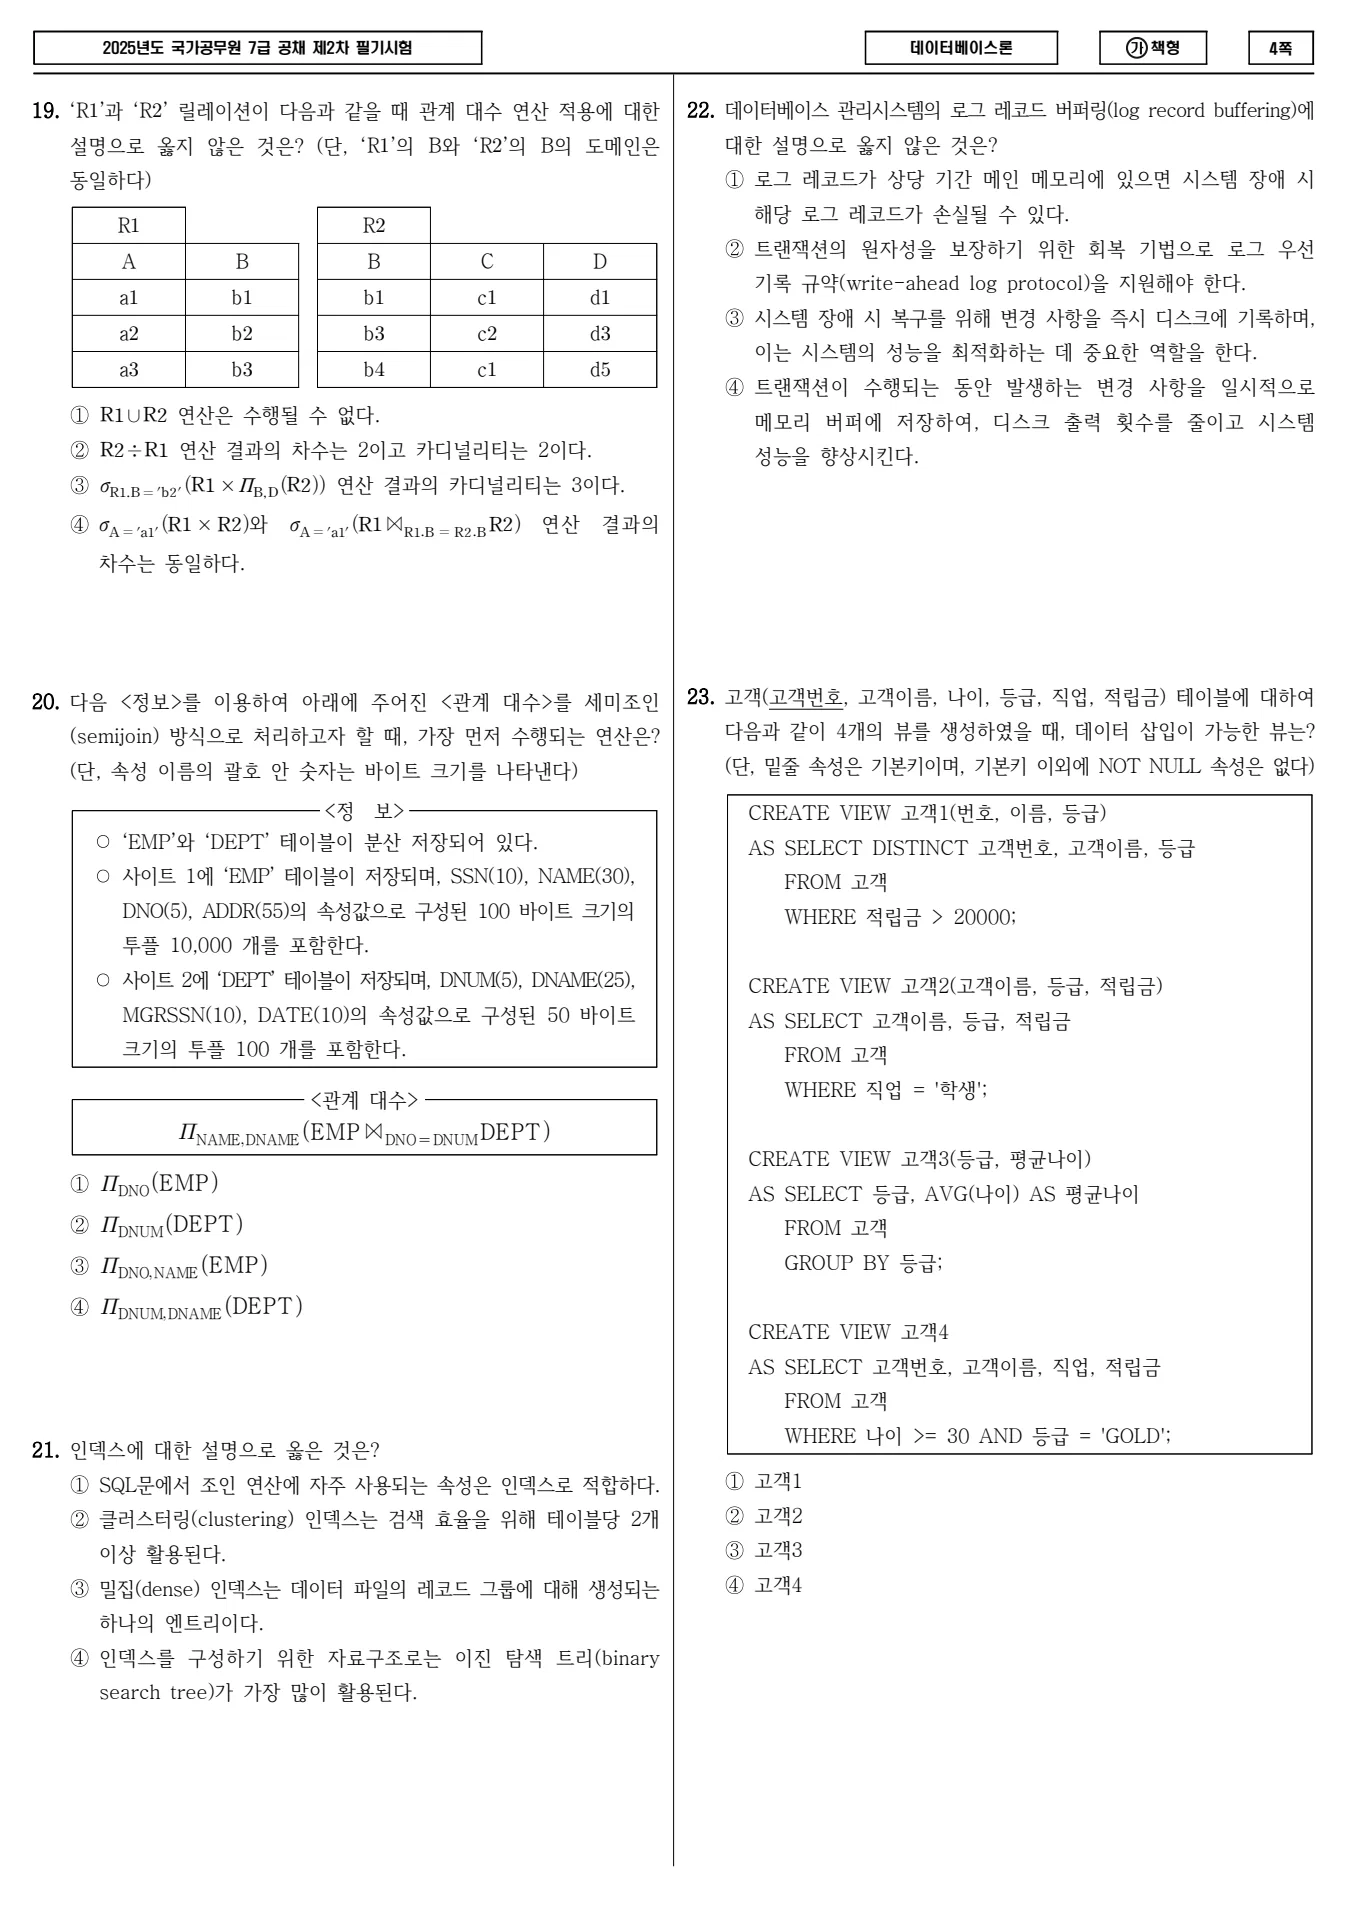 2025년도 국가공무원 7급 공채 제2차 필기시험
데이터베이스론
㉮ 책형
4쪽
19. ‘R1’과 ‘R2’ 릴레이션이 다음과 같을 때 관계 대수 연산 적용에 대한
설명으로 옳지 않은 것은? (단, ‘R1’의 B와 ‘R2’의 B의 도메인은
동일하다)
R1
A B
a1 b1
a2 b2
a3 b3
R2
B C D
b1 c1 d1
b3 c2 d3
b4 c1 d5
① R1∪R2 연산은 수행될 수 없다.
② R2÷R1 연산 결과의 차수는 2이고 카디널리티는 2이다.
③ σR1.B=′b2′(R1×ΠB,D(R2)) 연산 결과의 카디널리티는 3이다.
④ σA=′a1′(R1×R2)와 σA=′a1′(R1⋈R1.B=R2.BR2) 연산 결과의
차수는 동일하다.
20. 다음 <정보>를 이용하여 아래에 주어진 <관계 대수>를 세미조인
(semijoin) 방식으로 처리하고자 할 때, 가장 먼저 수행되는 연산은?
(단, 속성 이름의 괄호 안 숫자는 바이트 크기를 나타낸다)
<정 보>
○ ‘EMP’와 ‘DEPT’ 테이블이 분산 저장되어 있다.
○ 사이트 1에 ‘EMP’ 테이블이 저장되며, SSN(10), NAME(30),
DNO(5), ADDR(55)의 속성값으로 구성된 100 바이트 크기의
투플 10,000 개를 포함한다.
○ 사이트 2에 ‘DEPT’ 테이블이 저장되며, DNUM(5), DNAME(25),
MGRSSN(10), DATE(10)의 속성값으로 구성된 50 바이트
크기의 투플 100 개를 포함한다.
<관계 대수>
ΠNAME,DNAME(EMP⋈DNO=DNUMDEPT)
① ΠDNO(EMP)
② ΠDNUM(DEPT)
③ ΠDNO,NAME(EMP)
④ ΠDNUM,DNAME(DEPT)
21. 인덱스에 대한 설명으로 옳은 것은?
① SQL문에서 조인 연산에 자주 사용되는 속성은 인덱스로 적합하다.
② 클러스터링(clustering) 인덱스는 검색 효율을 위해 테이블당 2개
이상 활용된다.
③ 밀집(dense) 인덱스는 데이터 파일의 레코드 그룹에 대해 생성되는
하나의 엔트리이다.
④ 인덱스를 구성하기 위한 자료구조로는 이진 탐색 트리(binary
search tree)가 가장 많이 활용된다.
22. 데이터베이스 관리시스템의 로그 레코드 버퍼링(log record buffering)에
대한 설명으로 옳지 않은 것은?
① 로그 레코드가 상당 기간 메인 메모리에 있으면 시스템 장애 시
해당 로그 레코드가 손실될 수 있다.
② 트랜잭션의 원자성을 보장하기 위한 회복 기법으로 로그 우선
기록 규약(write-ahead log protocol)을 지원해야 한다.
③ 시스템 장애 시 복구를 위해 변경 사항을 즉시 디스크에 기록하며,
이는 시스템의 성능을 최적화하는 데 중요한 역할을 한다.
④ 트랜잭션이 수행되는 동안 발생하는 변경 사항을 일시적으로
메모리 버퍼에 저장하여, 디스크 출력 횟수를 줄이고 시스템
성능을 향상시킨다.
23. 고객(고객번호, 고객이름, 나이, 등급, 직업, 적립금) 테이블에 대하여
다음과 같이 4개의 뷰를 생성하였을 때, 데이터 삽입이 가능한 뷰는?
(단, 밑줄 속성은 기본키이며, 기본키 이외에 NOT NULL 속성은 없다)
CREATE VIEW 고객1(번호, 이름, 등급)
AS SELECT DISTINCT 고객번호, 고객이름, 등급
FROM 고객
WHERE 적립금 > 20000;
CREATE VIEW 고객2(고객이름, 등급, 적립금)
AS SELECT 고객이름, 등급, 적립금
FROM 고객
WHERE 직업 = '학생';
CREATE VIEW 고객3(등급, 평균나이)
AS SELECT 등급, AVG(나이) AS 평균나이
FROM 고객
GROUP BY 등급;
CREATE VIEW 고객4
AS SELECT 고객번호, 고객이름, 직업, 적립금
FROM 고객
WHERE 나이 >= 30 AND 등급 = 'GOLD';
① 고객1
② 고객2
③ 고객3
④ 고객4